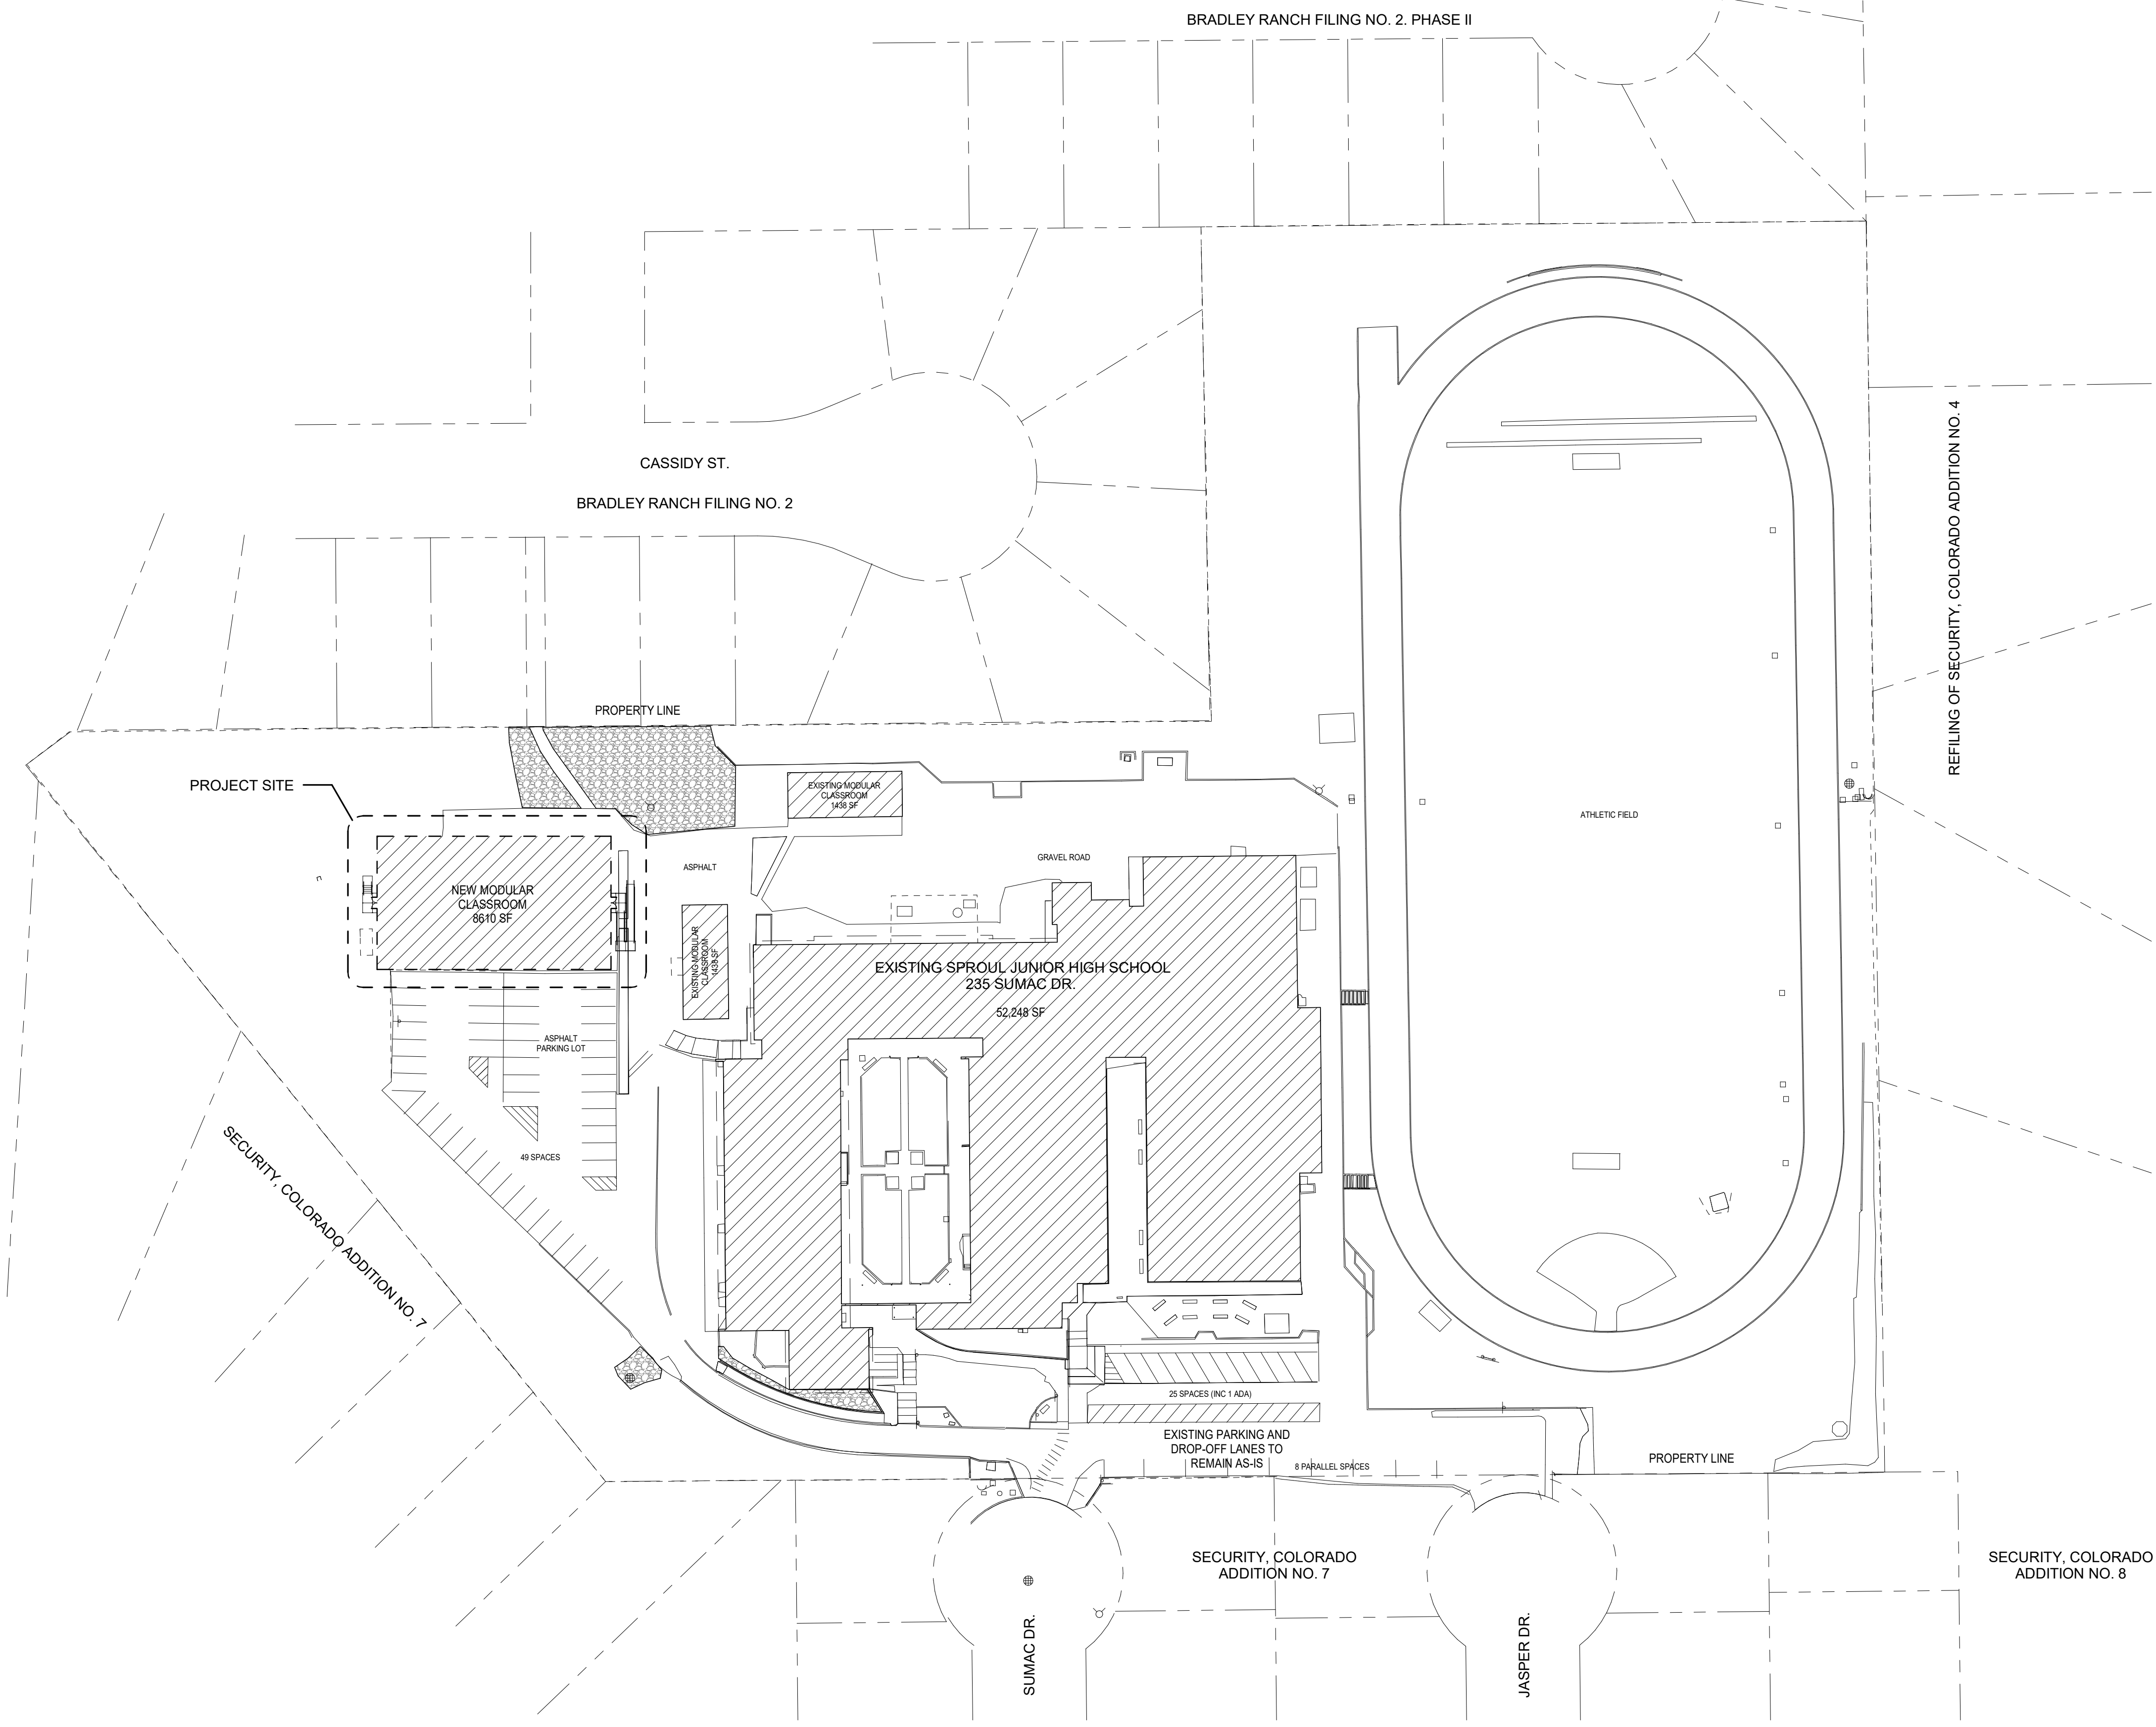 BRADLEY RANCH FILING NO. 2. PHASE II
CASSIDY ST.
BRADLEY RANCH FILING NO. 2
REFILING OF SECURITY, COLORADO ADDITION NO. 4
PROPERTY LINE
PROJECT SITE
EXISTING MODULAR
CLASSROOM
1438 SF
ATHLETIC FIELD
GRAVEL ROAD
ASPHALT
NEW MODULAR
CLASSROOM
8610 SF
EXISTING MODULAR
CLASSROOM
1438 SF
EXISTING SPROUL JUNIOR HIGH SCHOOL
235 SUMAC DR.
52,248 SF
ASPHALT
PARKING LOT
49 SPACES
SECURITY, COLORADO ADDITION NO. 7
25 SPACES (INC 1 ADA)
EXISTING PARKING AND
DROP-OFF LANES TO
REMAIN AS-IS
8 PARALLEL SPACES
PROPERTY LINE
SECURITY, COLORADO
ADDITION NO. 7
SECURITY, COLORADO
ADDITION NO. 8
SUMAC DR.
JASPER DR.